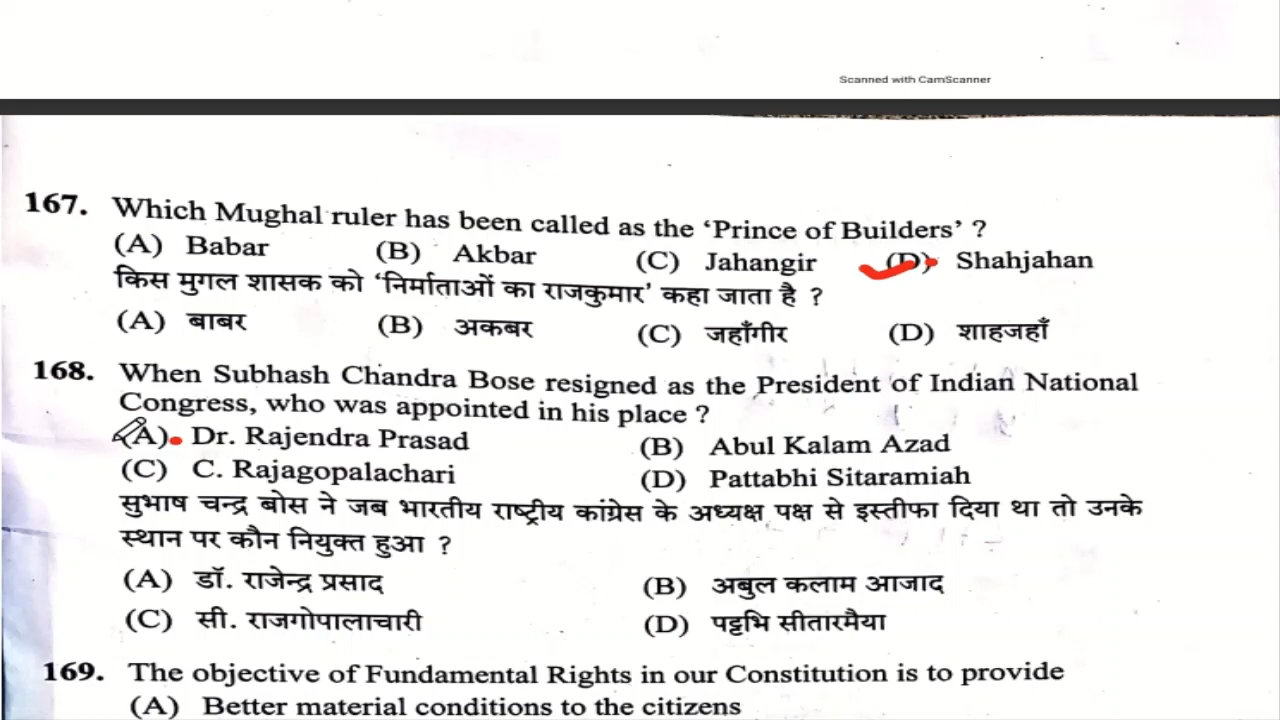 Scanned with CamScanner
167. Which Mughal ruler has been called as the ‘Prince of Builders’ ?
(A) Babar (B) Akbar (C) Jahangir (D) Shahjahan
किस मुगल शासक को ‘निर्माताओं का राजकुमार’ कहा जाता है ?
(A) बाबर (B) अकबर (C) जहाँगीर (D) शाहजहाँ
168. When Subhash Chandra Bose resigned as the President of Indian National
Congress, who was appointed in his place ?
(A) Dr. Rajendra Prasad (B) Abul Kalam Azad
(C) C. Rajagopalachari (D) Pattabhi Sitaramiah
सुभाष चन्द्र बोस ने जब भारतीय राष्ट्रीय कांग्रेस के अध्यक्ष पक्ष से इस्तीफा दिया था तो उनके
स्थान पर कौन नियुक्त हुआ ?
(A) डॉ. राजेन्द्र प्रसाद (B) अबुल कलाम आजाद
(C) सी. राजगोपालाचारी (D) पट्टभि सीतारमैया
169. The objective of Fundamental Rights in our Constitution is to provide
(A) Better material conditions to the citizens